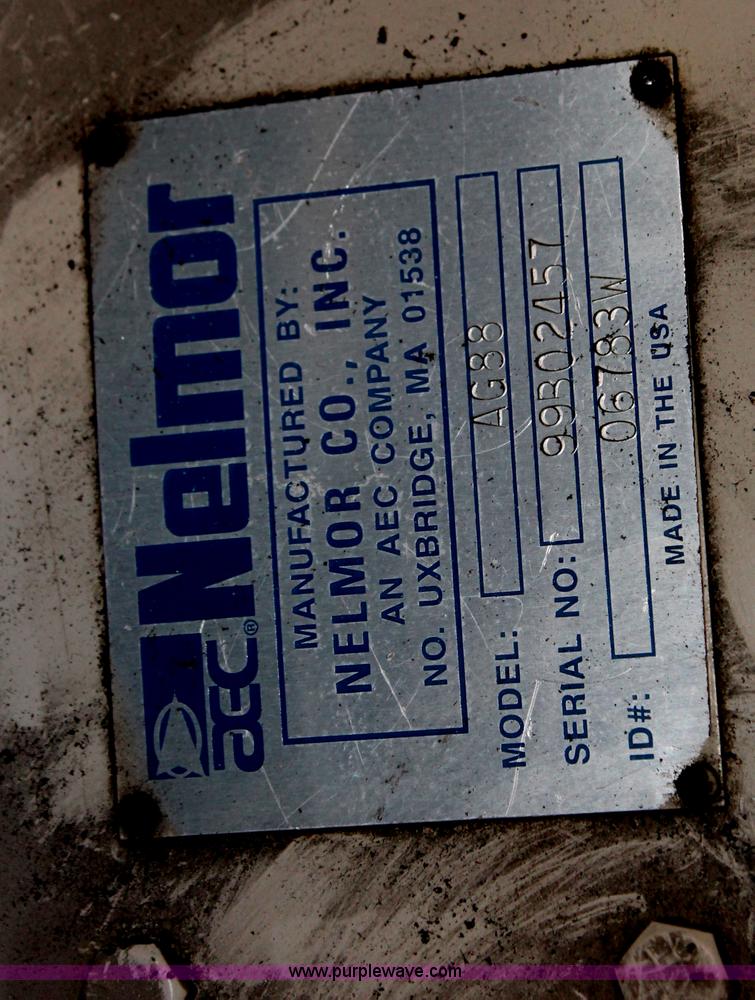 AEC® Nelmor
MANUFACTURED BY:
NELMOR CO., INC.
AN AEC COMPANY
NO. UXBRIDGE, MA 01538
MODEL: AG88
SERIAL NO: 99B02457
ID#: 06783W
MADE IN THE USA
www.purplewave.com